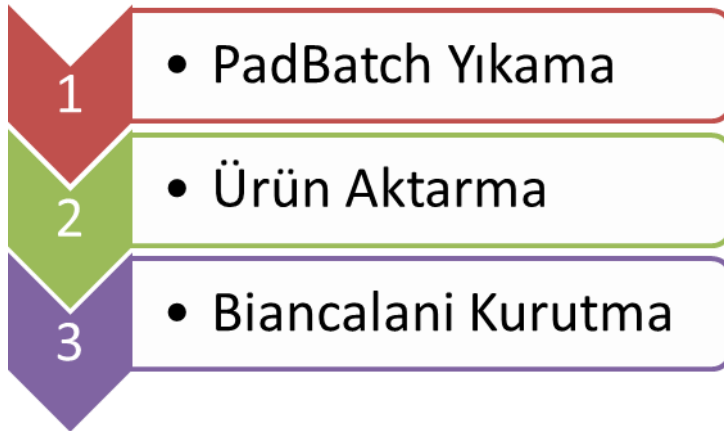 1
• PadBatch Yıkama
2
• Ürün Aktarma
3
• Biancalani Kurutma